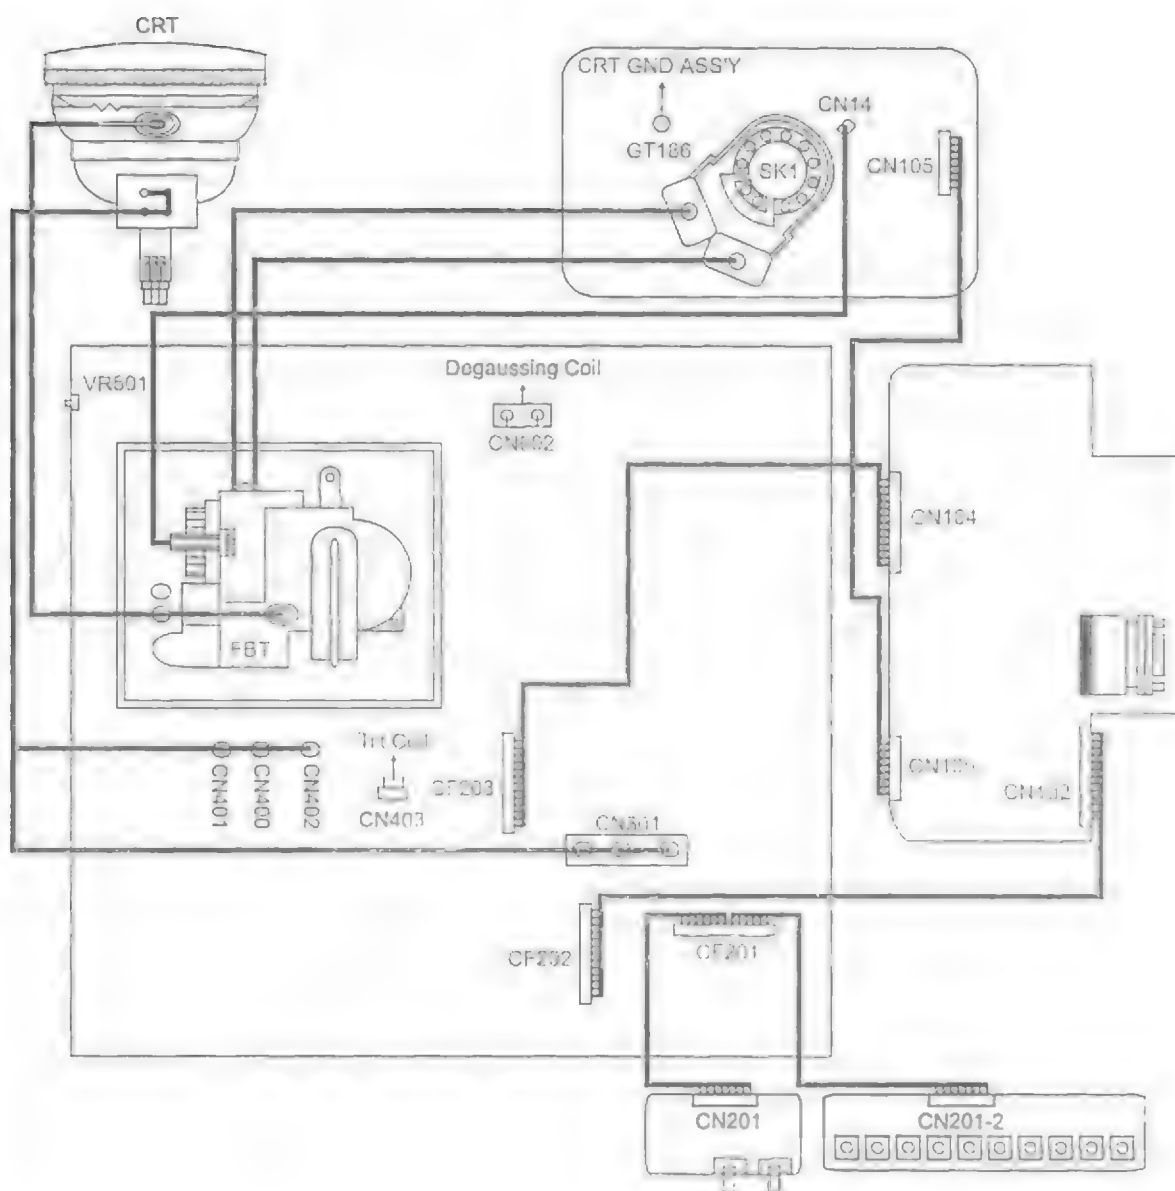 CRT
CRT GND ASS'Y
CN14
GT186
SK1
CN105
VR501
Degaussing Coil
FBT
CN104
CN401
CN400
CN402
CN403
CF203
CN102
CF202
CF201
CN201
CN201-2